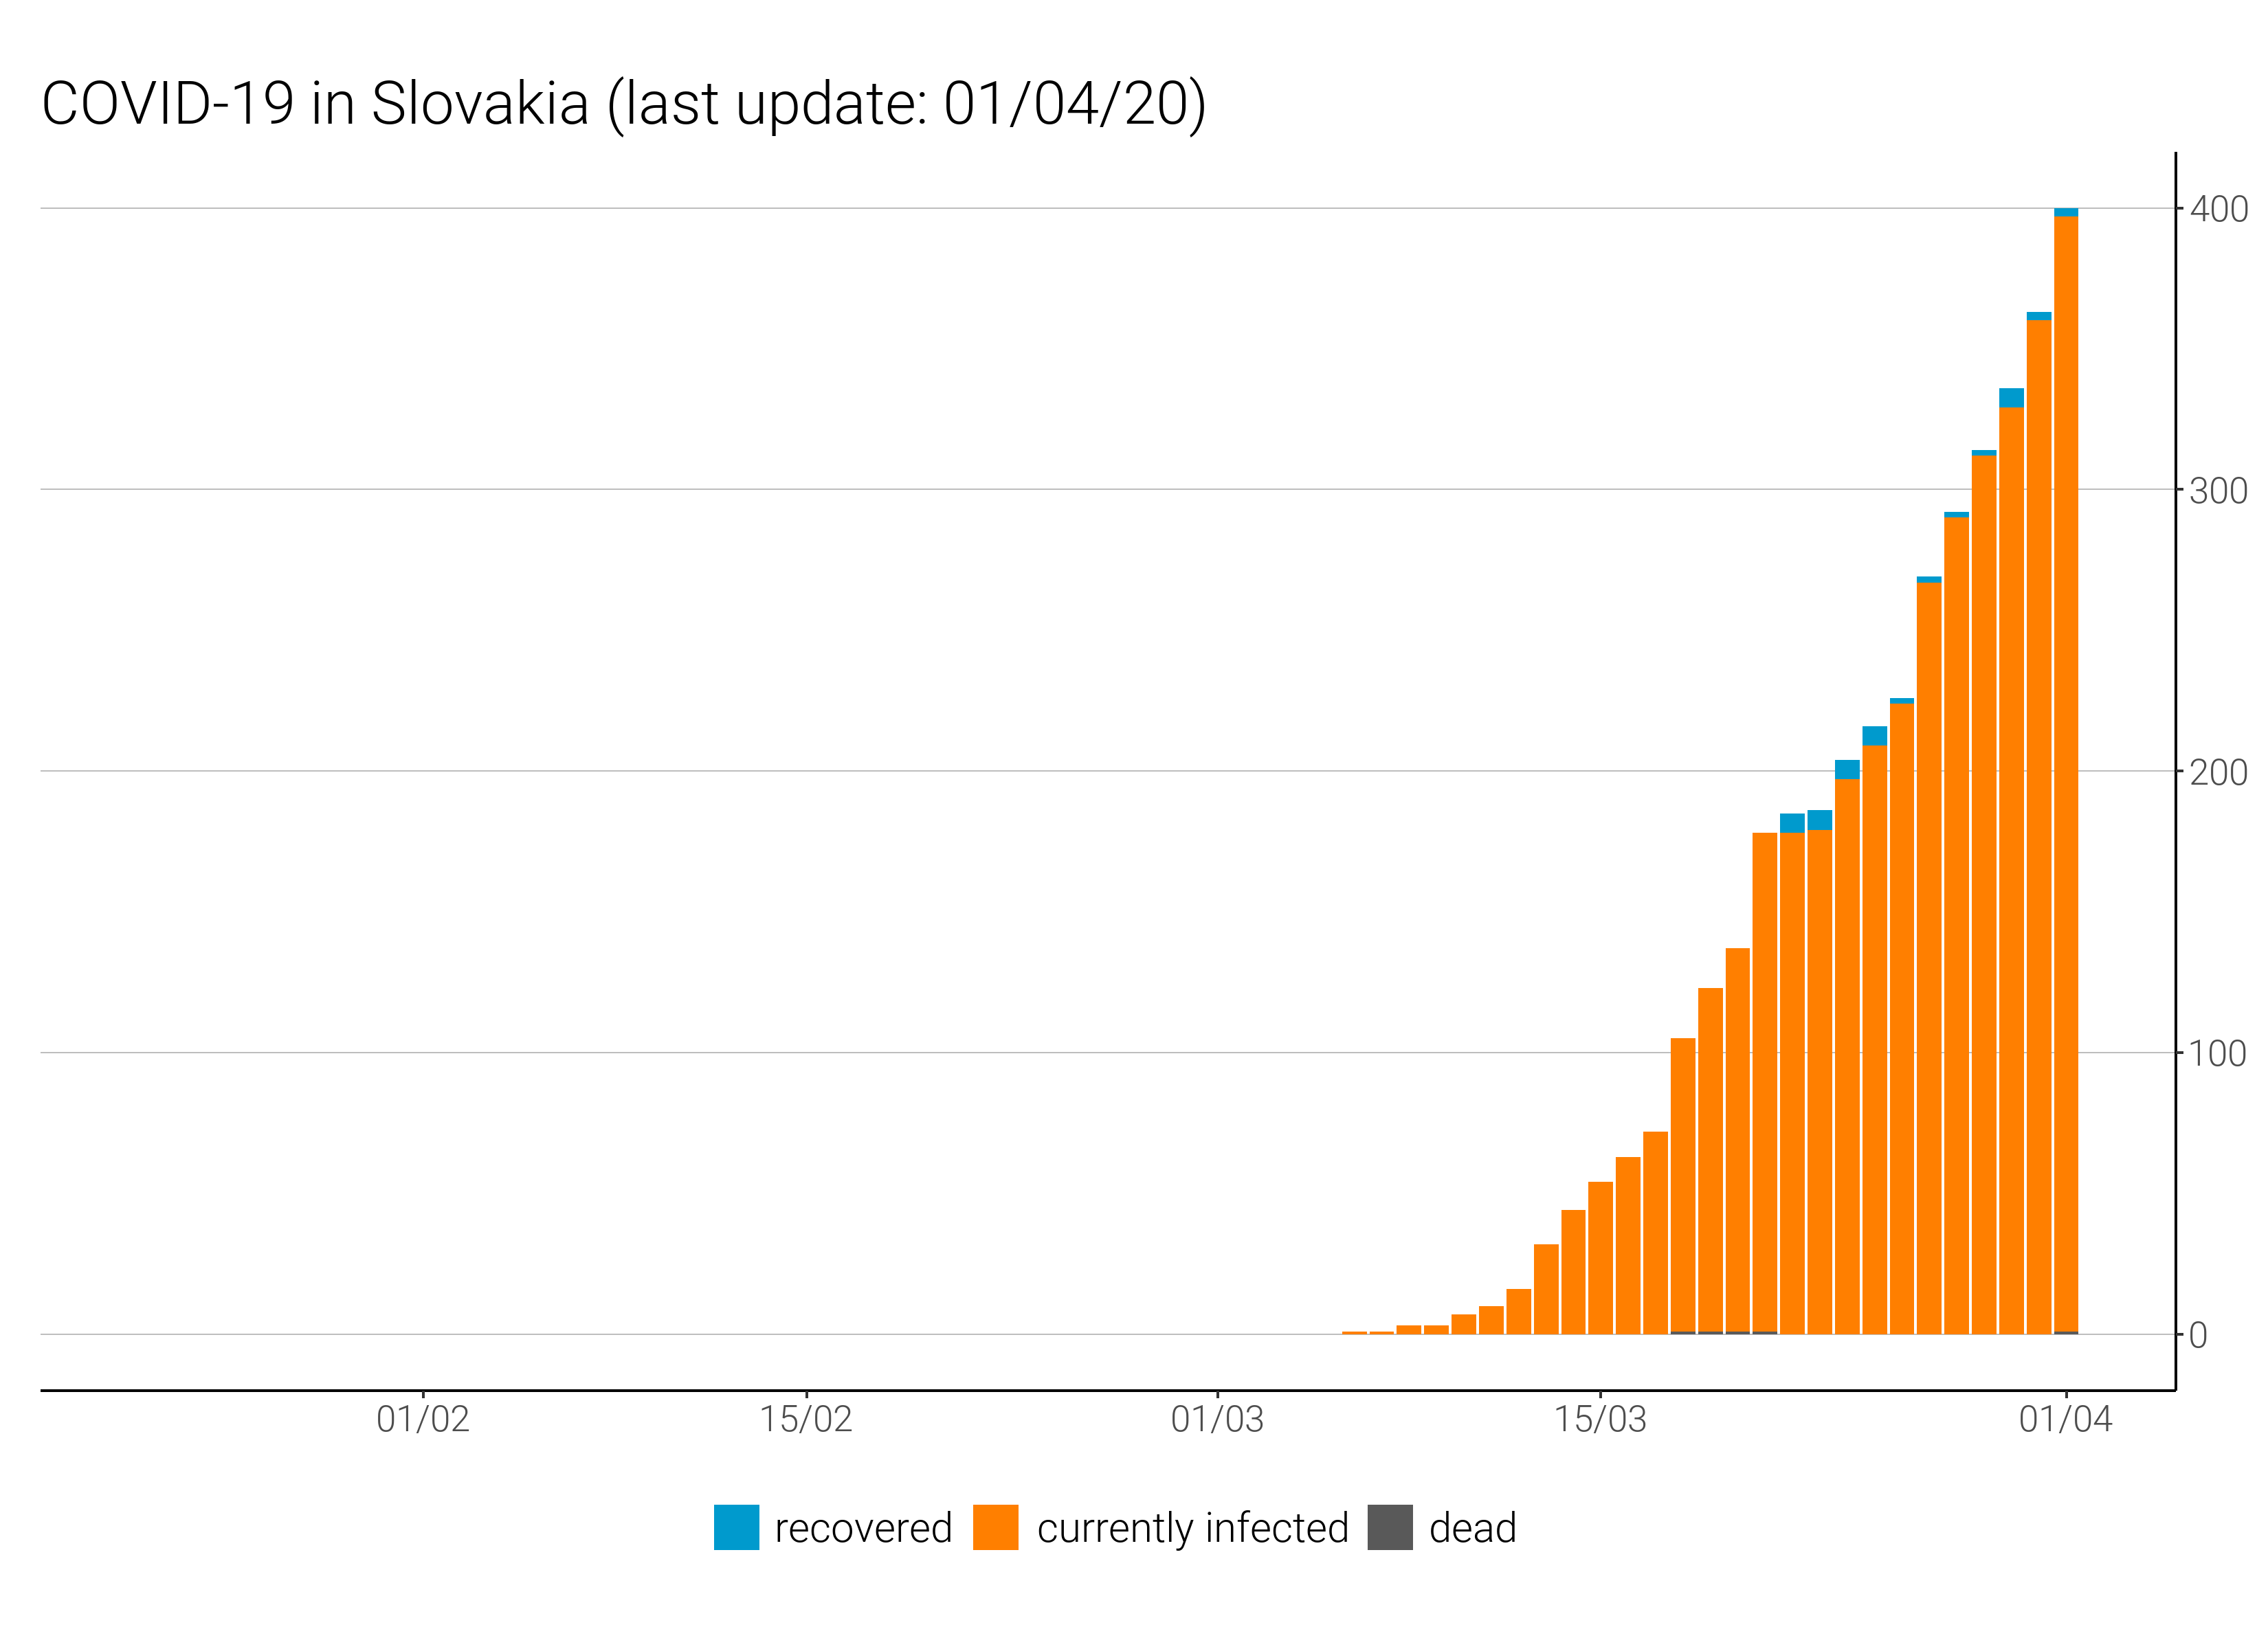 COVID-19 in Slovakia (last update: 01/04/20)
400
300
200
100
0
01/02 15/02 01/03 15/03 01/04
recovered currently infected dead